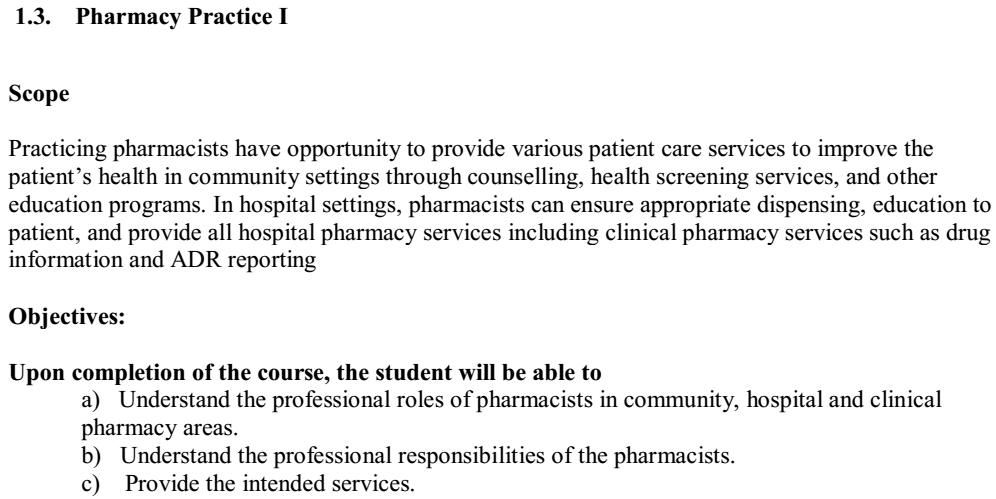 1.3. Pharmacy Practice I
Scope
Practicing pharmacists have opportunity to provide various patient care services to improve the
patient’s health in community settings through counselling, health screening services, and other
education programs. In hospital settings, pharmacists can ensure appropriate dispensing, education to
patient, and provide all hospital pharmacy services including clinical pharmacy services such as drug
information and ADR reporting
Objectives:
Upon completion of the course, the student will be able to
a) Understand the professional roles of pharmacists in community, hospital and clinical
pharmacy areas.
b) Understand the professional responsibilities of the pharmacists.
c) Provide the intended services.